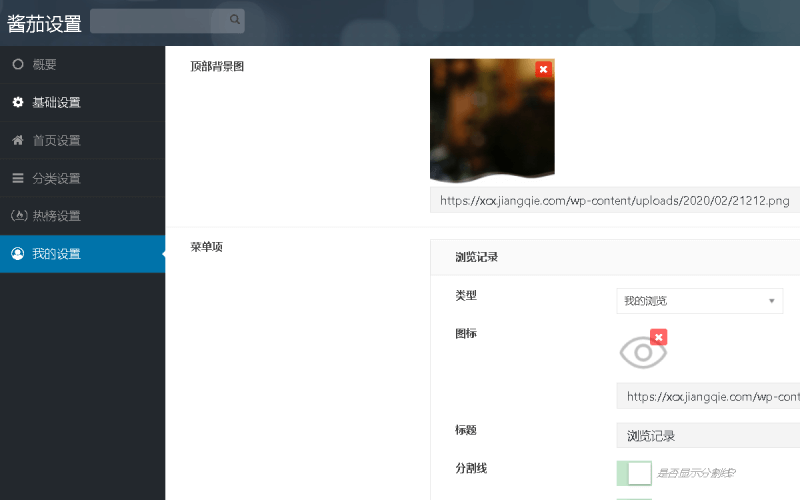 酱茄设置
概要
基础设置
首页设置
分类设置
热榜设置
我的设置
顶部背景图
https://xcx.jiangqie.com/wp-content/uploads/2020/02/21212.png
菜单项
浏览记录
类型
我的浏览
图标
https://xcx.jiangqie.com/wp-cont
标题
浏览记录
分割线
是否显示分割线?